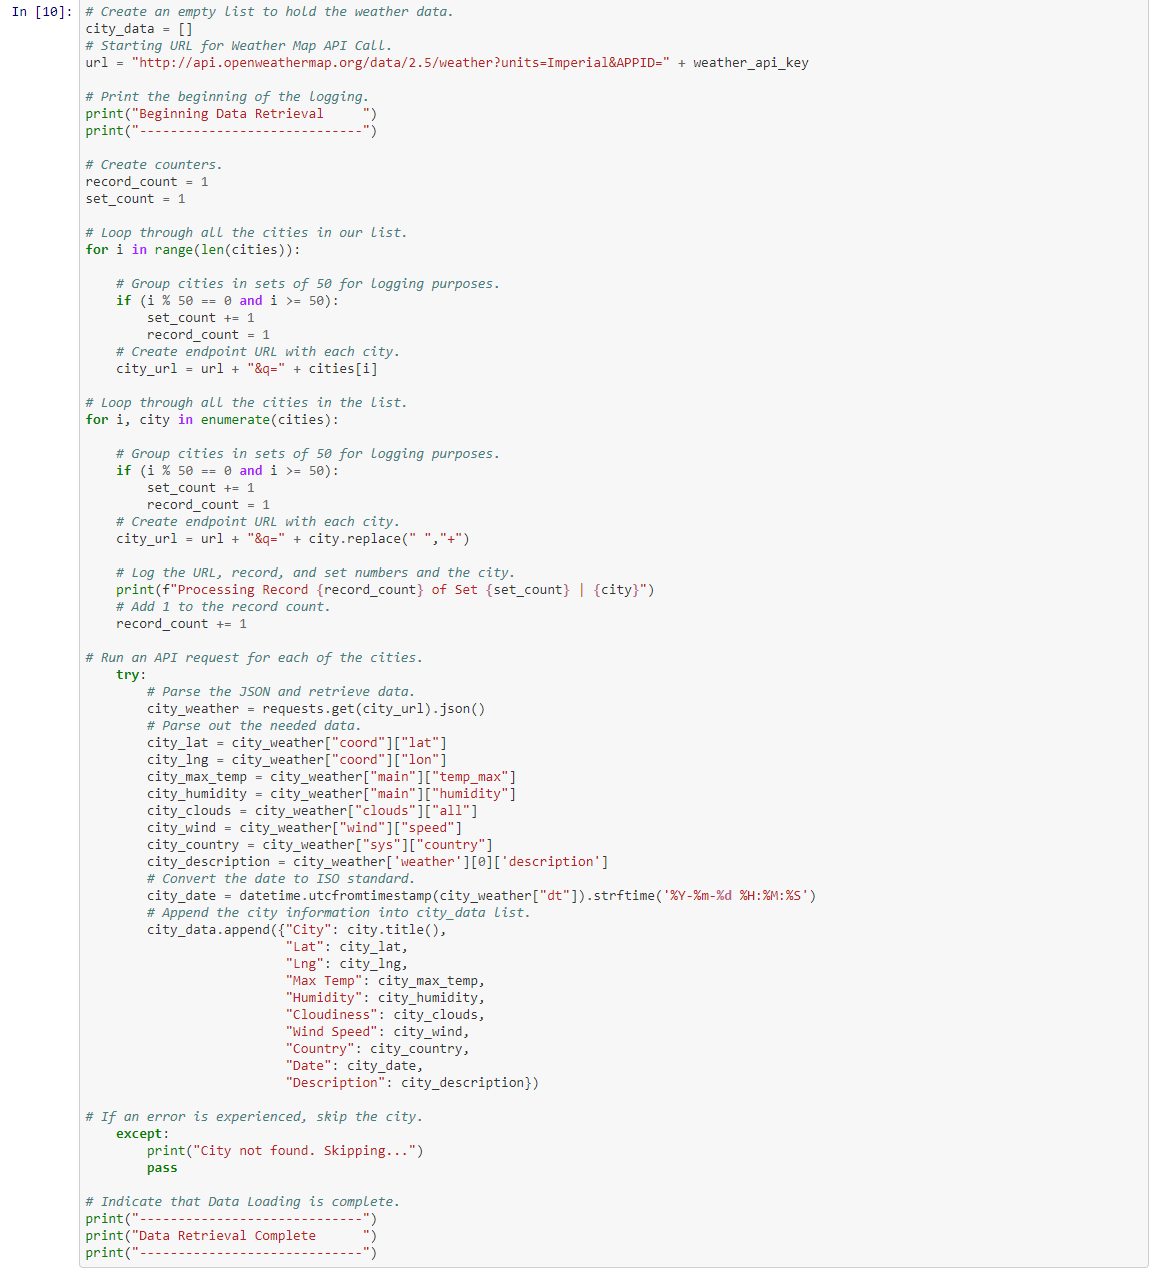 In [10]: # Create an empty list to hold the weather data.
city_data = []
# Starting URL for Weather Map API Call.
url = "http://api.openweathermap.org/data/2.5/weather?units=Imperial&APPID=" + weather_api_key

# Print the beginning of the logging.
print("Beginning Data Retrieval     ")
print("-----------------------------")

# Create counters.
record_count = 1
set_count = 1

# Loop through all the cities in our list.
for i in range(len(cities)):

    # Group cities in sets of 50 for logging purposes.
    if (i % 50 == 0 and i >= 50):
        set_count += 1
        record_count = 1
    # Create endpoint URL with each city.
    city_url = url + "&q=" + cities[i]

# Loop through all the cities in the list.
for i, city in enumerate(cities):

    # Group cities in sets of 50 for logging purposes.
    if (i % 50 == 0 and i >= 50):
        set_count += 1
        record_count = 1
    # Create endpoint URL with each city.
    city_url = url + "&q=" + city.replace(" ","+")

    # Log the URL, record, and set numbers and the city.
    print(f"Processing Record {record_count} of Set {set_count} | {city}")
    # Add 1 to the record count.
    record_count += 1

# Run an API request for each of the cities.
    try:
        # Parse the JSON and retrieve data.
        city_weather = requests.get(city_url).json()
        # Parse out the needed data.
        city_lat = city_weather["coord"]["lat"]
        city_lng = city_weather["coord"]["lon"]
        city_max_temp = city_weather["main"]["temp_max"]
        city_humidity = city_weather["main"]["humidity"]
        city_clouds = city_weather["clouds"]["all"]
        city_wind = city_weather["wind"]["speed"]
        city_country = city_weather["sys"]["country"]
        city_description = city_weather['weather'][0]['description']
        # Convert the date to ISO standard.
        city_date = datetime.utcfromtimestamp(city_weather["dt"]).strftime('%Y-%m-%d %H:%M:%S')
        # Append the city information into city_data list.
        city_data.append({"City": city.title(),
                          "Lat": city_lat,
                          "Lng": city_lng,
                          "Max Temp": city_max_temp,
                          "Humidity": city_humidity,
                          "Cloudiness": city_clouds,
                          "Wind Speed": city_wind,
                          "Country": city_country,
                          "Date": city_date,
                          "Description": city_description})

# If an error is experienced, skip the city.
    except:
        print("City not found. Skipping...")
        pass

# Indicate that Data Loading is complete.
print("-----------------------------")
print("Data Retrieval Complete      ")
print("-----------------------------")